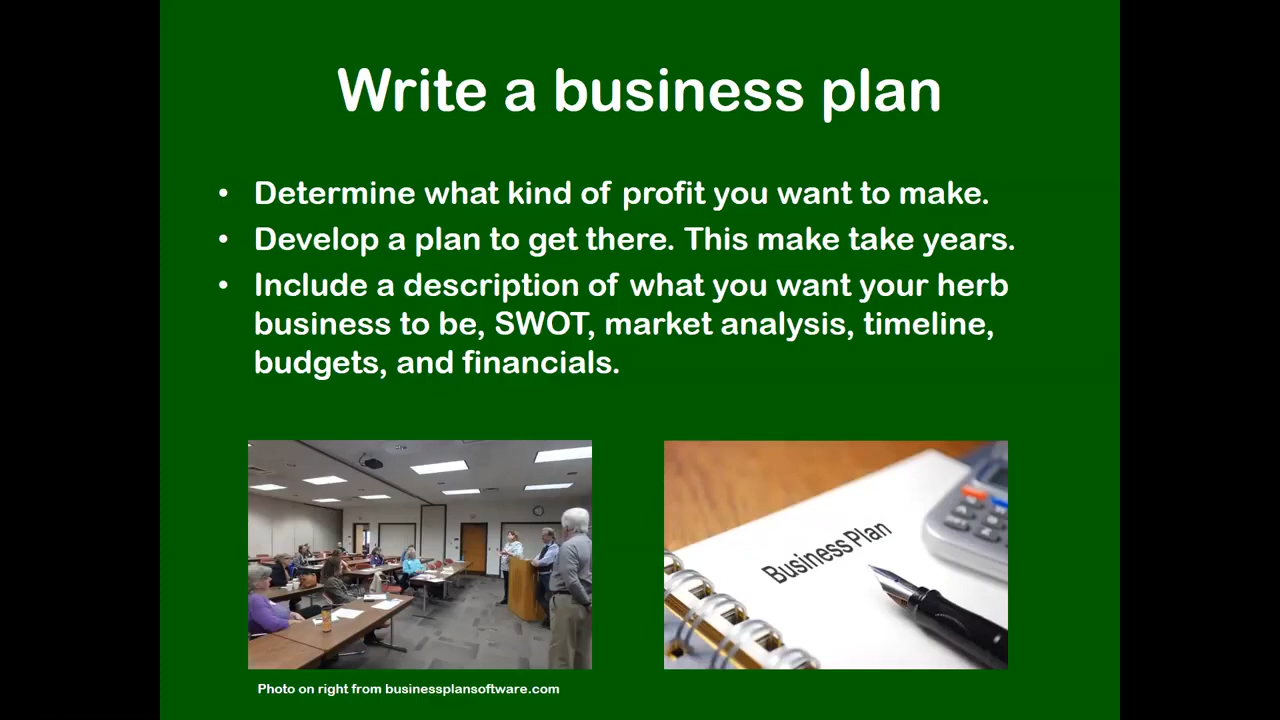 Write a business plan
• Determine what kind of profit you want to make.
• Develop a plan to get there. This make take years.
• Include a description of what you want your herb
business to be, SWOT, market analysis, timeline,
budgets, and financials.
Business Plan
Photo on right from businessplansoftware.com